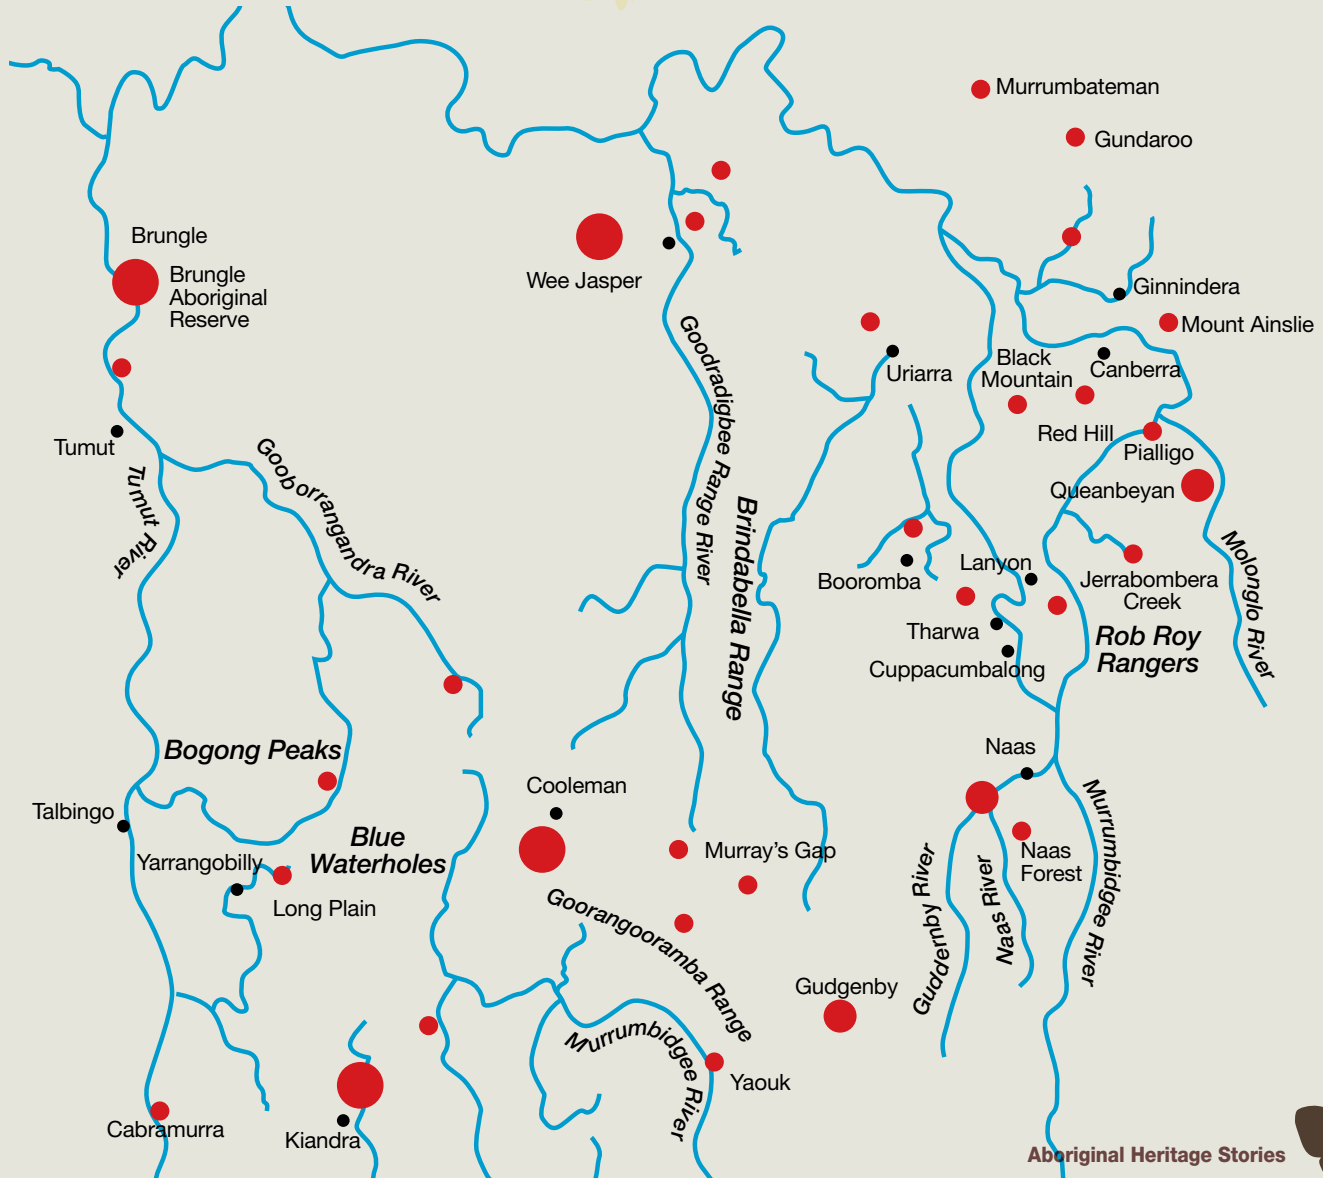 Murrumbateman
Gundaroo
Brungle
Brungle
Aboriginal
Reserve
Wee Jasper
Ginnindera
Mount Ainslie
Goodradigbee Range River
Uriarra
Black
Mountain
Canberra
Red Hill
Pialligo
Tumut
Tumut River
Gooborrangandra River
Queanbeyan
Brindabella Range
Molonglo River
Booromba
Lanyon
Jerrabombera
Creek
Tharwa
Rob Roy
Rangers
Cuppacumbalong
Bogong Peaks
Naas
Cooleman
Talbingo
Blue
Waterholes
Murray's Gap
Naas
Forest
Murrumbidgee River
Yarrangobilly
Long Plain
Guddernby River
Naas River
Goorangooramba Range
Gudgenby
Murrumbidgee River
Yaouk
Cabramurra
Kiandra
Aboriginal Heritage Stories